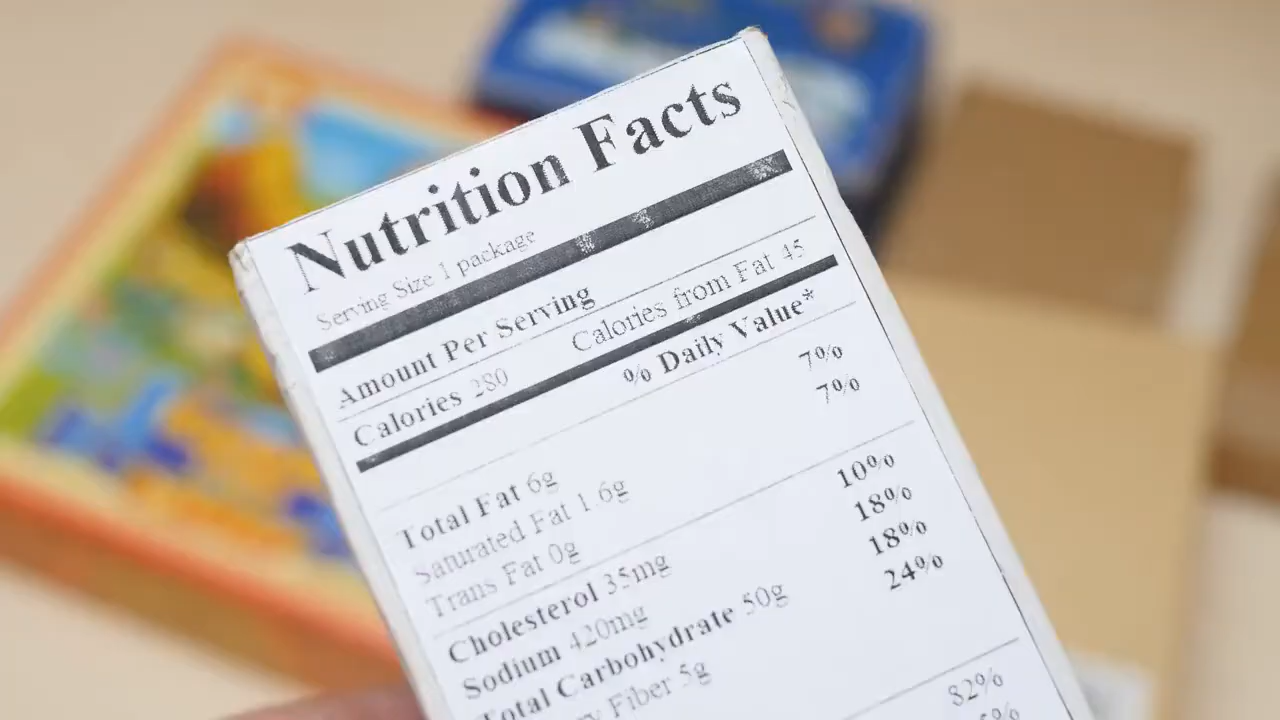 Nutrition Facts
Serving Size 1 package
Amount Per Serving
Calories 280 Calories from Fat 45
% Daily Value*
Total Fat 6g 7%
Saturated Fat 1.6g 7%
Trans Fat 0g
Cholesterol 35mg 10%
Sodium 420mg 18%
Total Carbohydrate 50g 18%
Fiber 5g 24%
82%